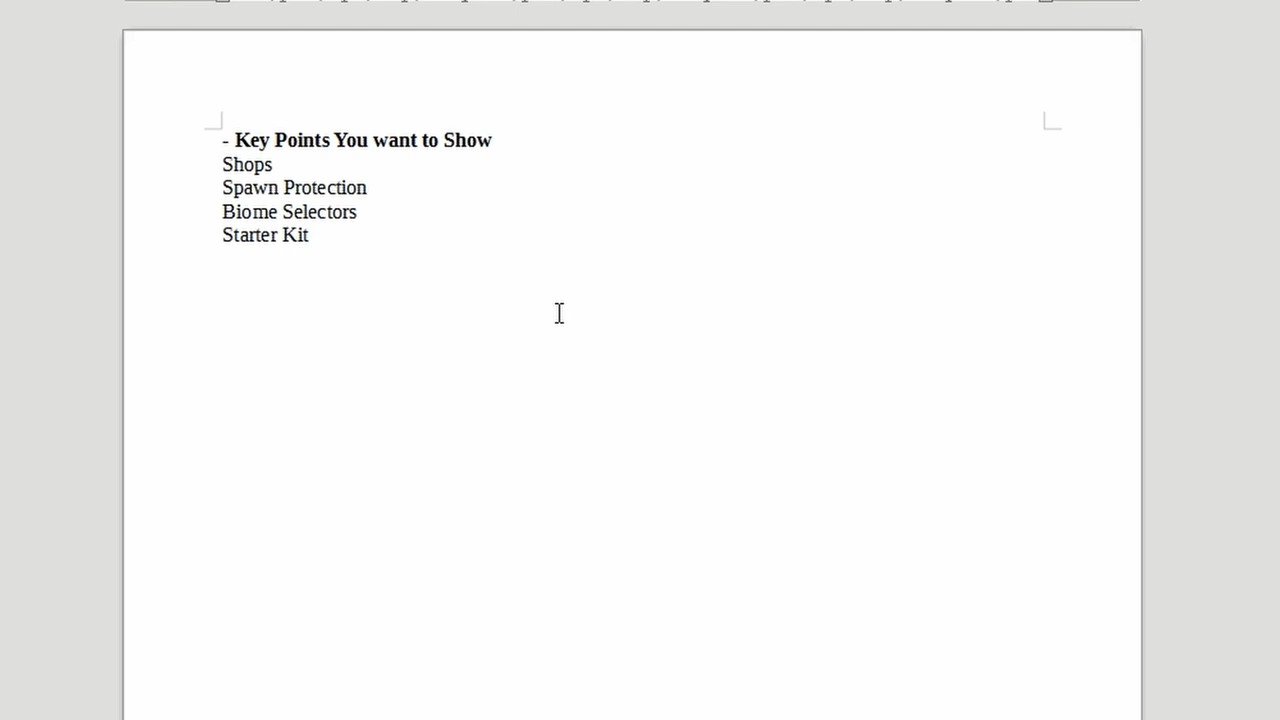 - Key Points You want to Show
Shops
Spawn Protection
Biome Selectors
Starter Kit